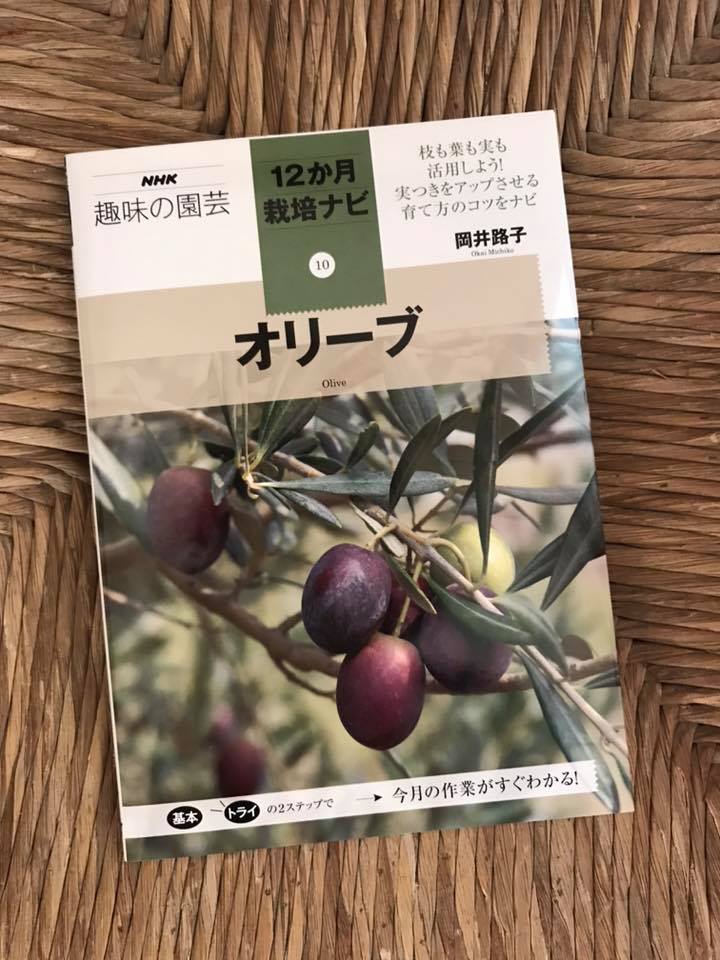 NHK
趣味の園芸
12か月
栽培ナビ
10
枝も葉も実も
活用しよう!
実つきをアップさせる
育て方のコツをナビ
岡井路子
Okai Michiko
オリーブ
Olive
基本 トライ の2ステップで → 今月の作業がすぐわかる!